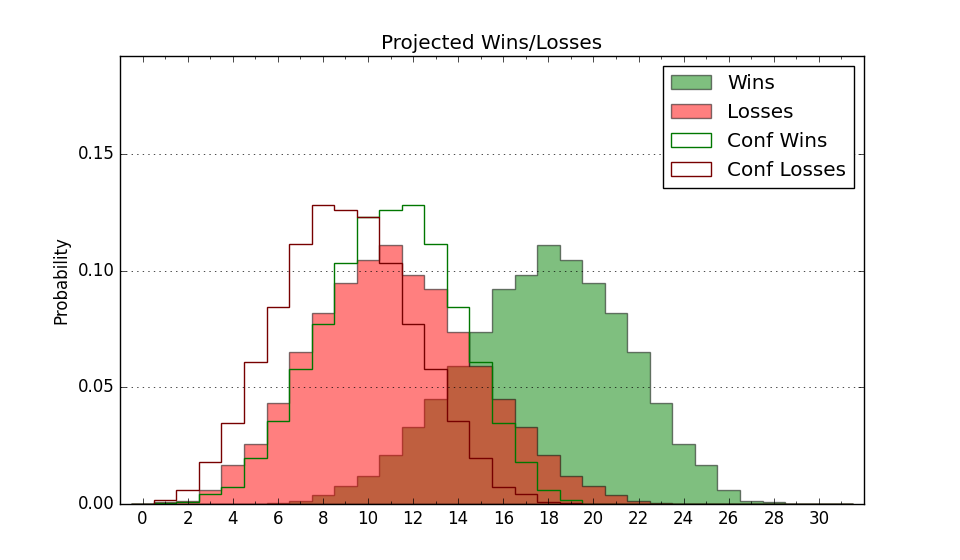 Projected Wins/Losses
Wins
Losses
Conf Wins
Conf Losses
Probability
0.15
0.10
0.05
0.00
0 2 4 6 8 10 12 14 16 18 20 22 24 26 28 30